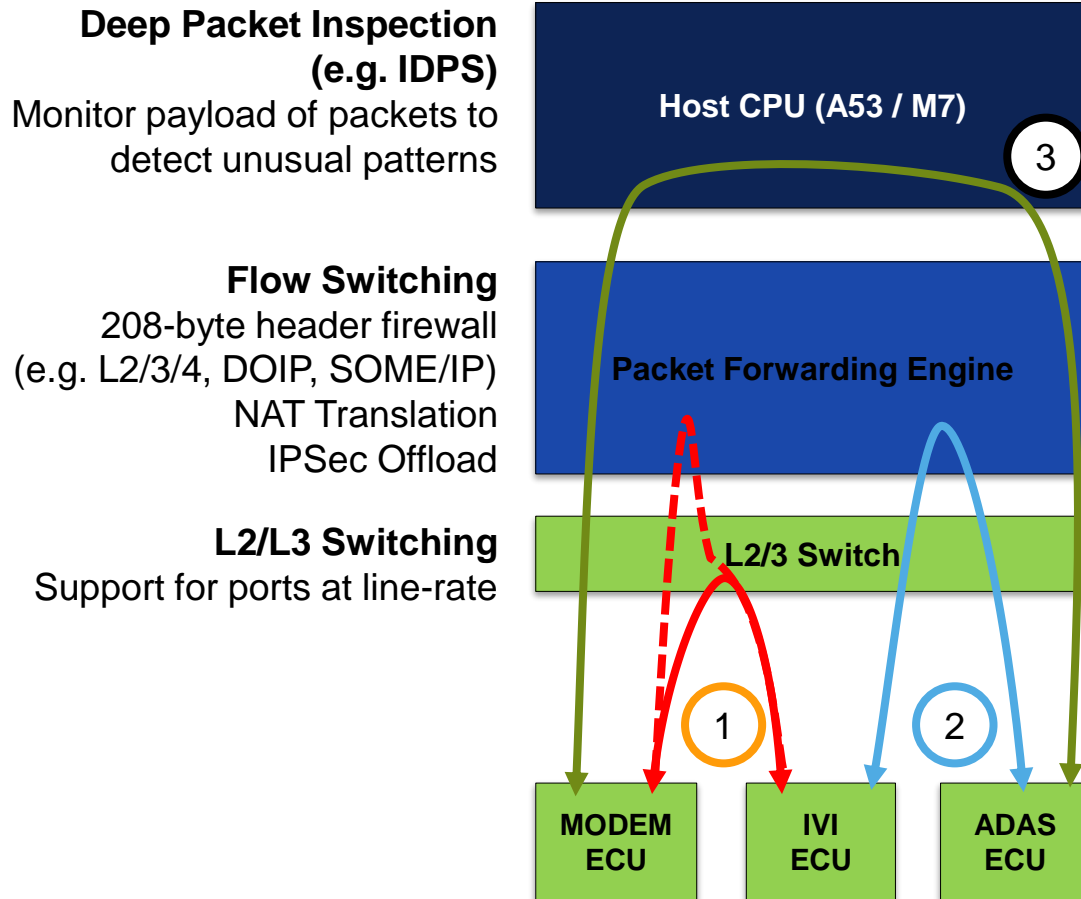 Deep Packet Inspection
(e.g. IDPS)
Monitor payload of packets to
detect unusual patterns
Host CPU (A53 / M7)
3
Flow Switching
208-byte header firewall
(e.g. L2/3/4, DOIP, SOME/IP)
NAT Translation
IPSec Offload
Packet Forwarding Engine
L2/L3 Switching
Support for ports at line-rate
L2/3 Switch
1
2
MODEM
ECU
IVI
ECU
ADAS
ECU